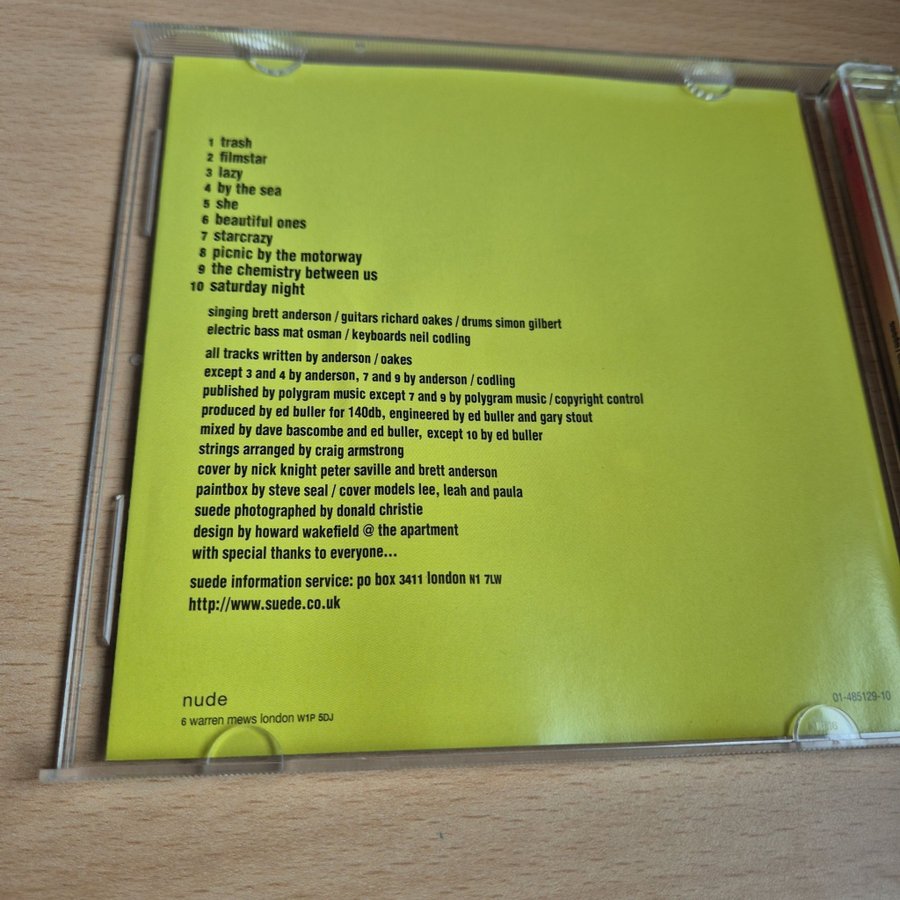 1 trash
2 filmstar
3 lazy
4 by the sea
5 she
6 beautiful ones
7 starcrazy
8 picnic by the motorway
9 the chemistry between us
10 saturday night
singing brett anderson / guitars richard oakes / drums simon gilbert
electric bass mat osman / keyboards neil codling
all tracks written by anderson / oakes
except 3 and 4 by anderson, 7 and 9 by anderson / codling
published by polygram music except 7 and 9 by polygram music / copyright control
produced by ed buller for 140db, engineered by ed buller and gary stout
mixed by dave bascombe and ed buller, except 10 by ed buller
strings arranged by craig armstrong
cover by nick knight peter saville and brett anderson
paintbox by steve seal / cover models lee, leah and paula
suede photographed by donald christie
design by howard wakefield @ the apartment
with special thanks to everyone...
suede information service: po box 3411 london N1 7LW
http://www.suede.co.uk
nude
6 warren mews london W1P 5DJ
01-485129-10